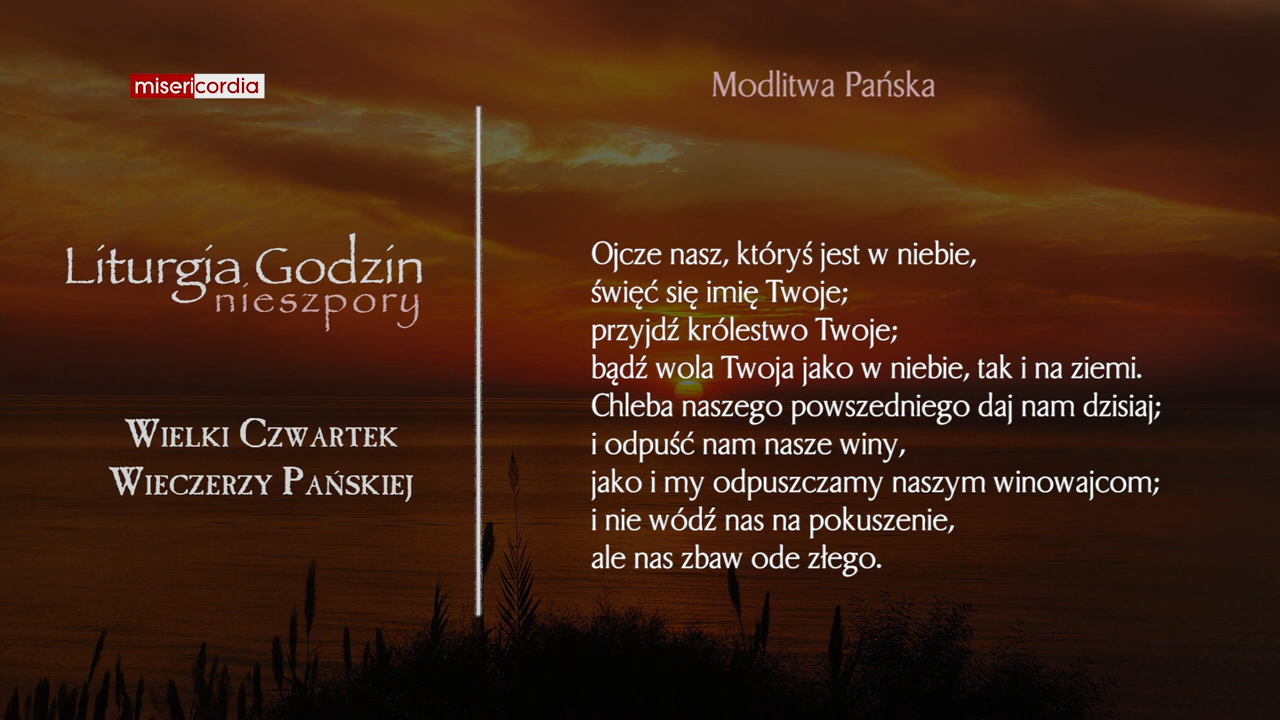 misericordia
Liturgia Godzin
nieszpory
Wielki Czwartek
Wieczerzy Pańskiej
Modlitwa Pańska
Ojcze nasz, któryś jest w niebie,
święć się imię Twoje;
przyjdź królestwo Twoje;
bądź wola Twoja jako w niebie, tak i na ziemi.
Chleba naszego powszedniego daj nam dzisiaj;
i odpuść nam nasze winy,
jako i my odpuszczamy naszym winowajcom;
i nie wódź nas na pokuszenie,
ale nas zbaw ode złego.